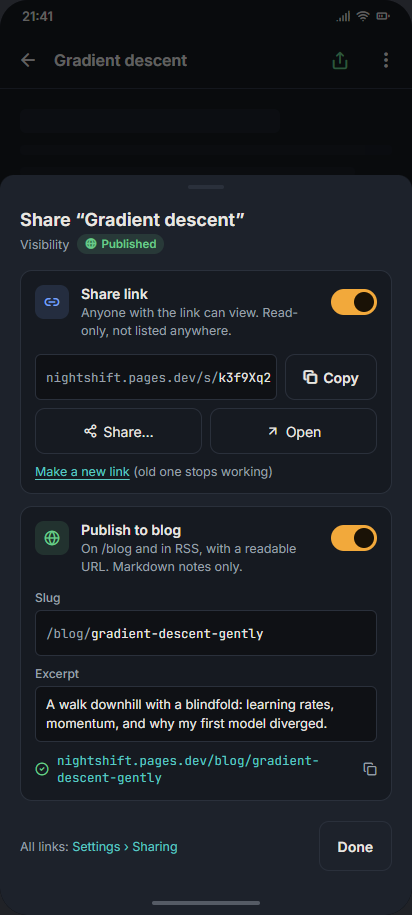 21:41
Gradient descent
Share “Gradient descent”
Visibility Published
Share link
Anyone with the link can view. Read-
only, not listed anywhere.
nightshift.pages.dev/s/k3f9Xq2
Copy
Share...
Open
Make a new link (old one stops working)
Publish to blog
On /blog and in RSS, with a readable
URL. Markdown notes only.
Slug
/blog/gradient-descent-gently
Excerpt
A walk downhill with a blindfold: learning rates,
momentum, and why my first model diverged.
nightshift.pages.dev/blog/gradient-
descent-gently
All links: Settings › Sharing
Done